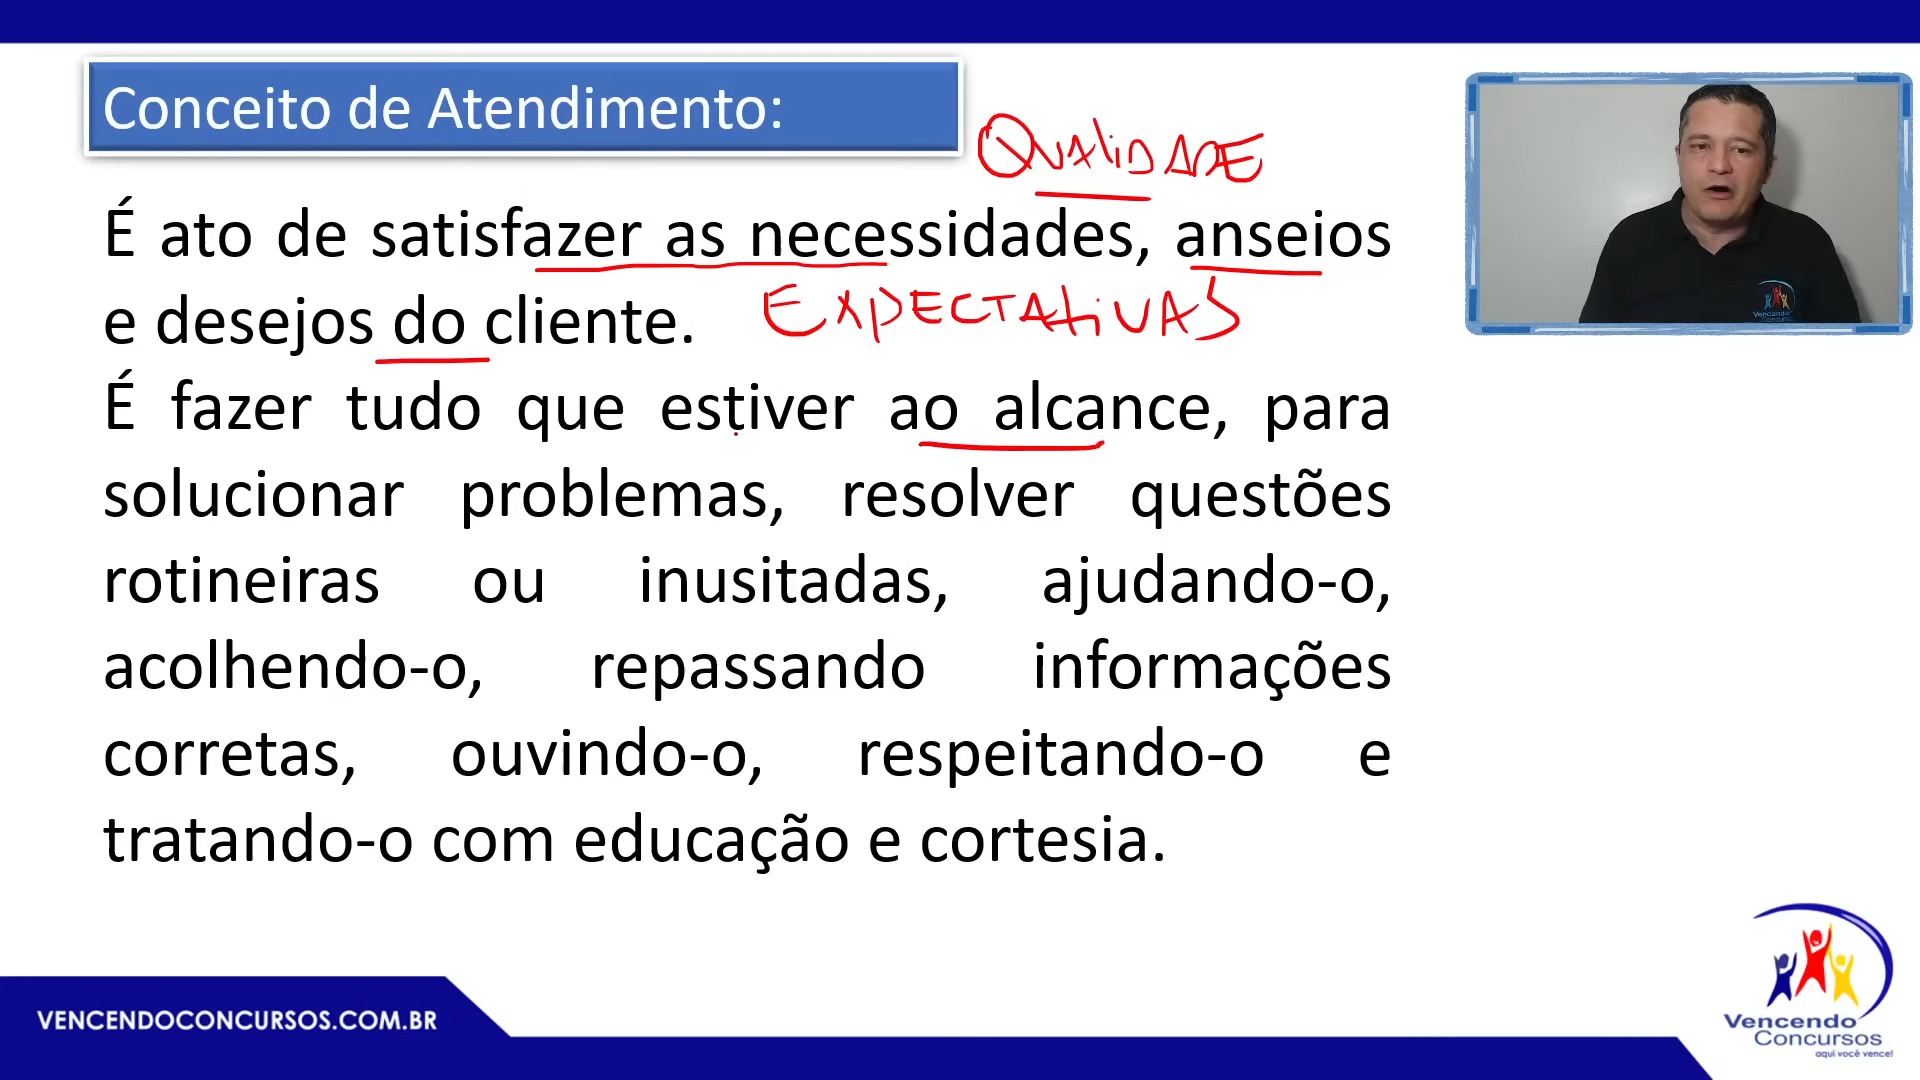 Conceito de Atendimento:
QUALIDADE
É ato de satisfazer as necessidades, anseios
e desejos do cliente.
EXPECTATIVAS
É fazer tudo que estiver ao alcance, para
solucionar problemas, resolver questões
rotineiras ou inusitadas, ajudando-o,
acolhendo-o, repassando informações
corretas, ouvindo-o, respeitando-o e
tratando-o com educação e cortesia.
Vencendo
Concursos
VENCENDOCONCURSOS.COM.BR
Vencendo
Concursos
aqui você vence!